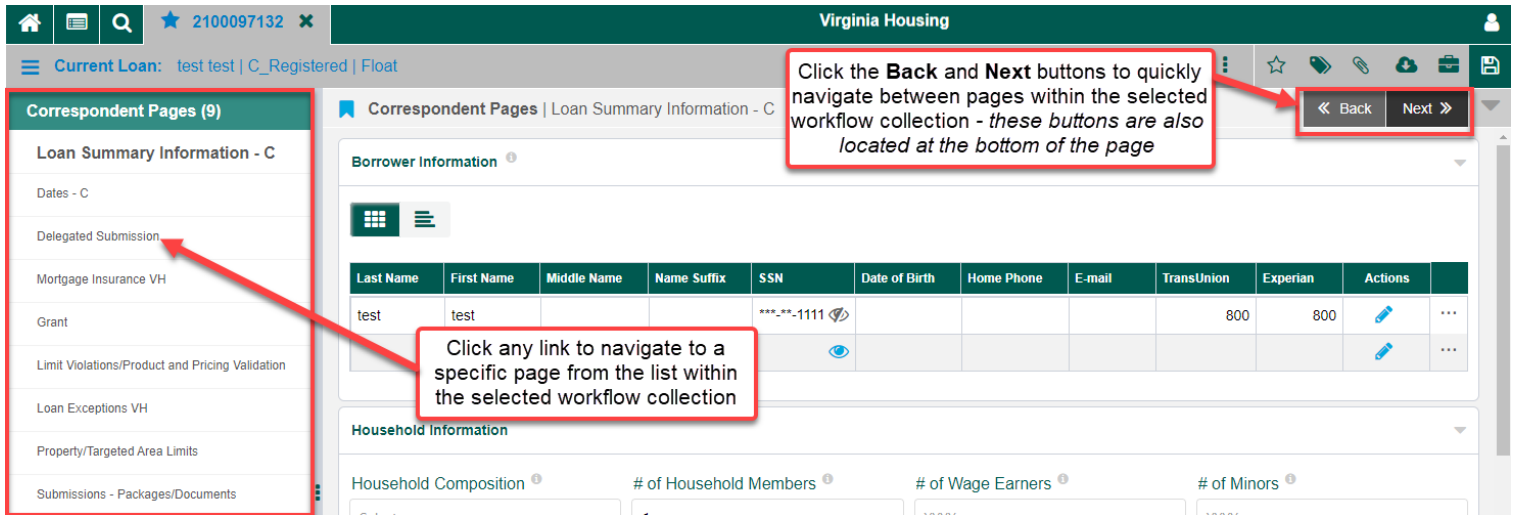 2100097132
Virginia Housing
Current Loan: test test | C_Registered | Float
Click the Back and Next buttons to quickly
navigate between pages within the selected
workflow collection - these buttons are also
located at the bottom of the page
Correspondent Pages (9)
Correspondent Pages | Loan Summary Information - C
Back Next
Loan Summary Information - C
Dates - C
Delegated Submission
Mortgage Insurance VH
Grant
Limit Violations/Product and Pricing Validation
Loan Exceptions VH
Property/Targeted Area Limits
Submissions - Packages/Documents
Borrower Information
Last Name First Name Middle Name Name Suffix SSN Date of Birth Home Phone E-mail TransUnion Experian Actions
test test ***-**-1111 800 800
Click any link to navigate to a
specific page from the list within
the selected workflow collection
Household Information
Household Composition # of Household Members # of Wage Earners # of Minors